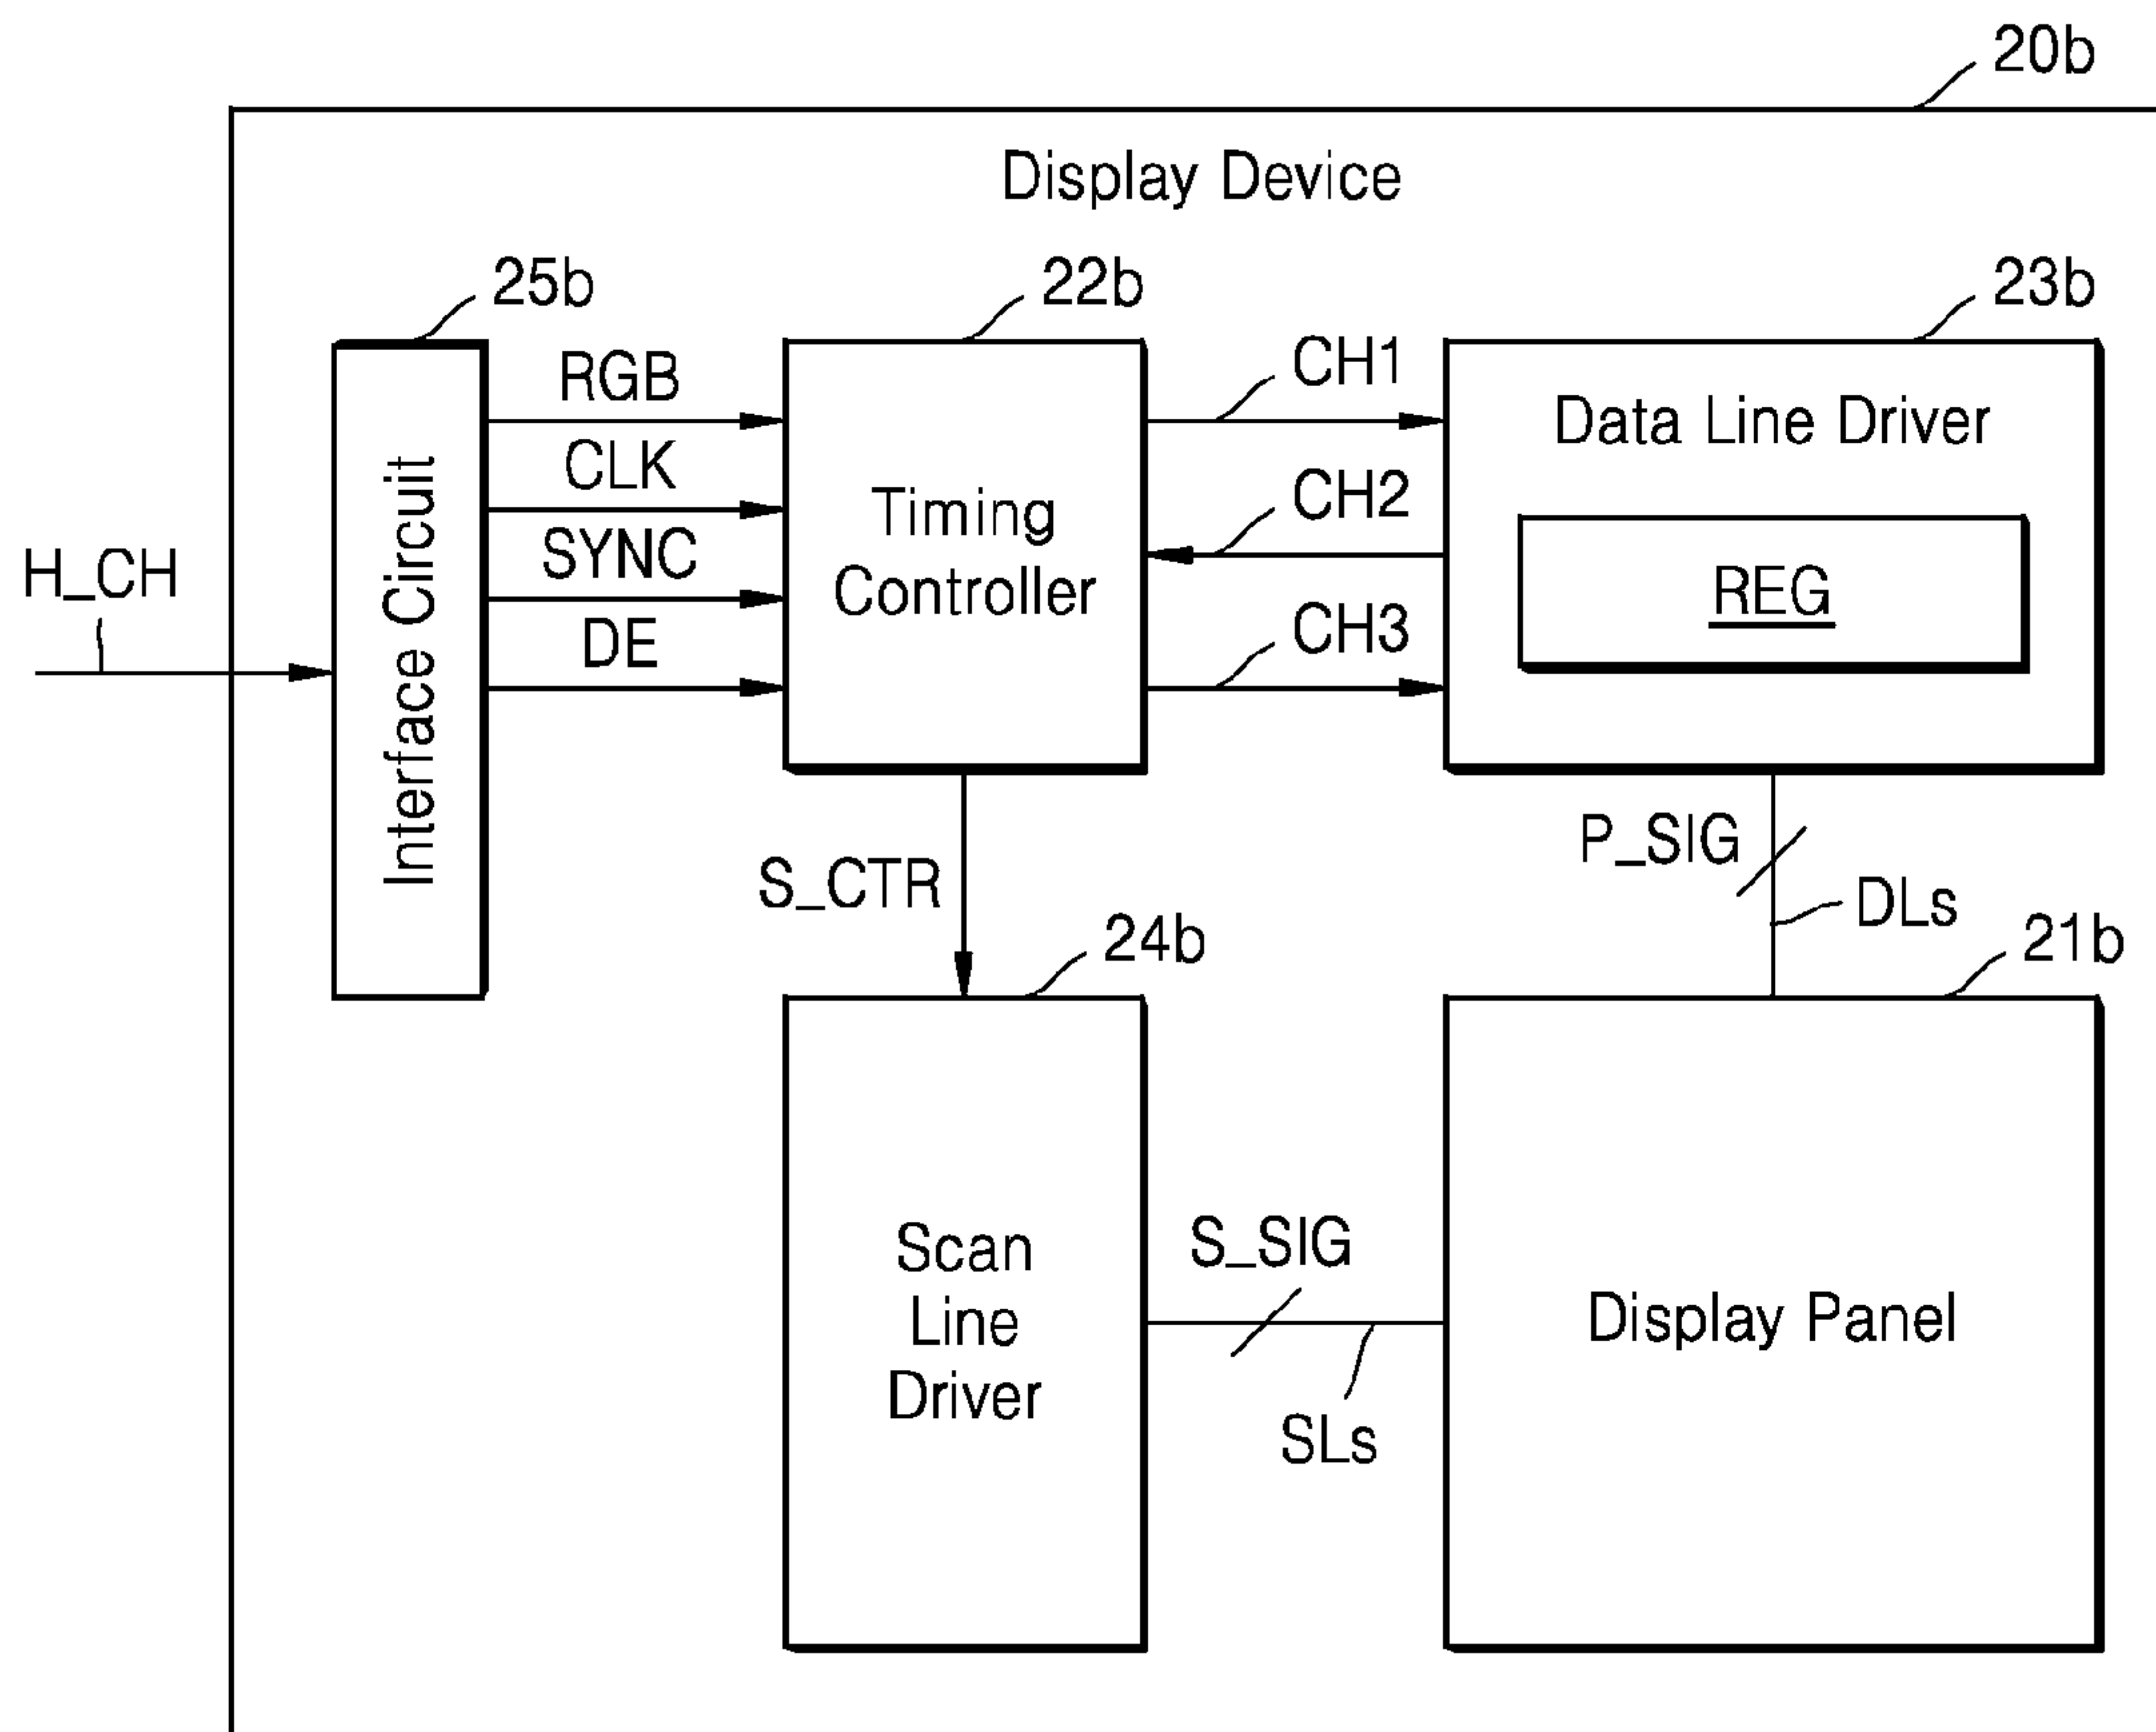 20b
Display Device
25b
22b
23b
RGB
CLK
SYNC
DE
CH1
CH2
CH3
H_CH
Interface Circuit
Timing
Controller
Data Line Driver
REG
S_CTR
P_SIG
DLs
24b
21b
Scan
Line
Driver
S_SIG
SLs
Display Panel